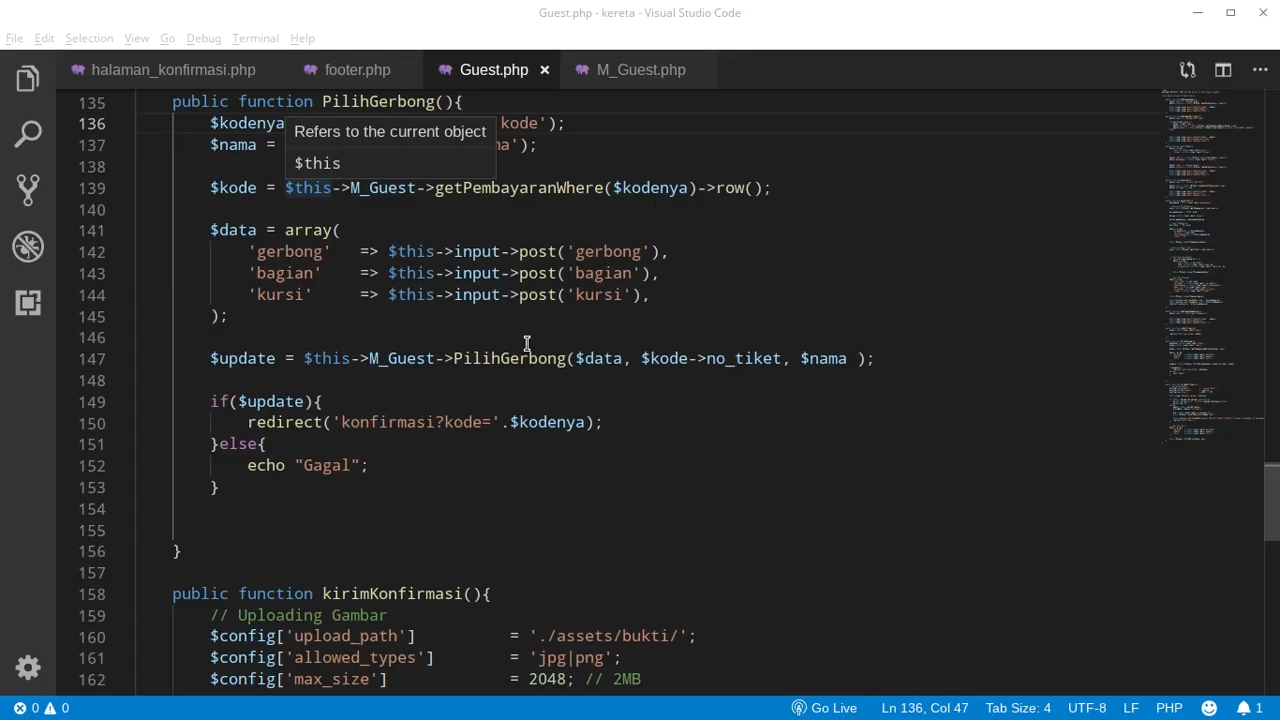 Guest.php - kereta - Visual Studio Code
File Edit Selection View Go Debug Terminal Help
halaman_konfirmasi.php footer.php Guest.php M_Guest.php
135 public function PilihGerbong(){
136 $kodenya kode');
Refers to the current object
137 $nama = a');
$this
138
139 $kode = $this->M_Guest->getPembayaranWhere($kodenya)->row();
140
141 $data = array(
142 'gerbong' => $this->input->post('gerbong'),
143 'bagian' => $this->input->post('bagian'),
144 'kursi' => $this->input->post('kursi'),
145 );
146
147 $update = $this->M_Guest->PilihGerbong($data, $kode->no_tiket, $nama );
148
149 if($update){
150 redirect('konfirmasi?kode='.$kodenya);
151 }else{
152 echo "Gagal";
153 }
154
155
156 }
157
158 public function kirimKonfirmasi(){
159 // Uploading Gambar
160 $config['upload_path'] = './assets/bukti/';
161 $config['allowed_types'] = 'jpg|png';
162 $config['max_size'] = 2048; // 2MB
0 0 Go Live Ln 136, Col 47 Tab Size: 4 UTF-8 LF PHP 1